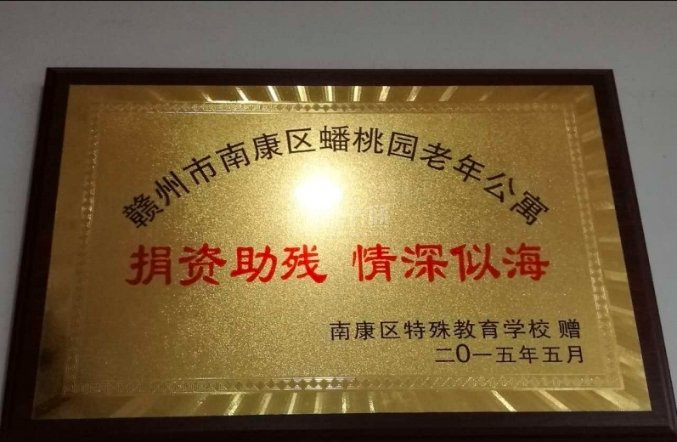 赣州市南康区蟠桃园老年公寓
捐资助残 情深似海
南康区特殊教育学校 赠
二0一五年五月